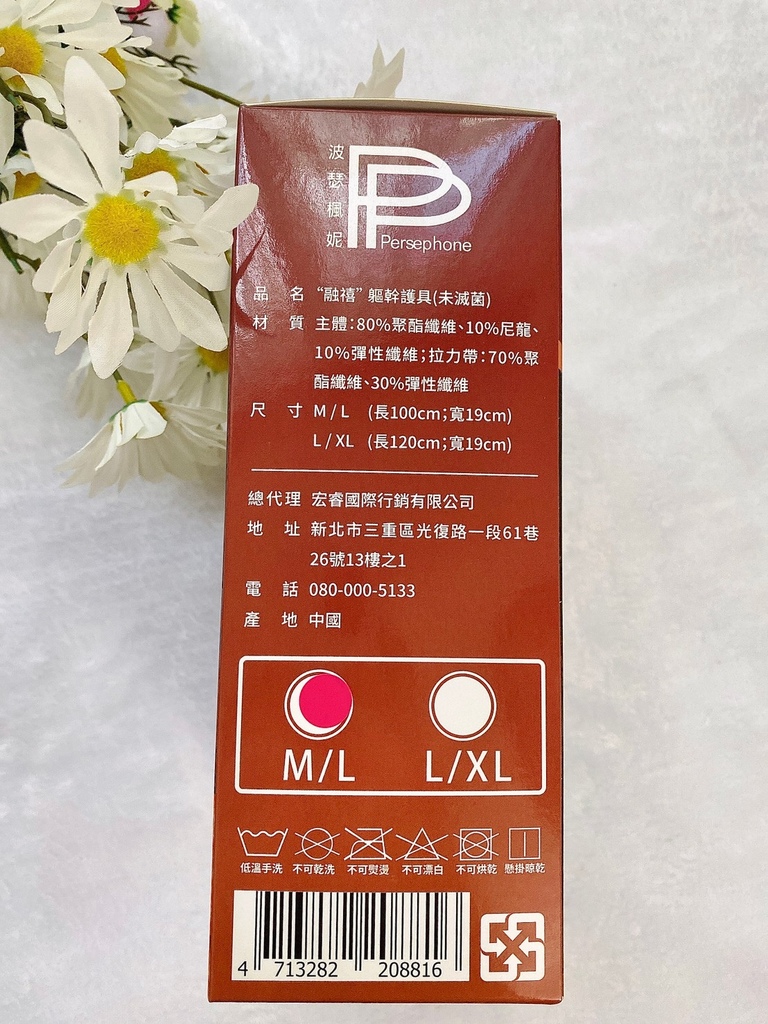 波瑟楓妮
PP
Persephone
品名 “融禧” 軀幹護具(未滅菌)
材質 主體：80%聚酯纖維、10%尼龍、
10%彈性纖維；拉力帶：70%聚
酯纖維、30%彈性纖維
尺寸 M / L (長100cm；寬19cm)
L / XL (長120cm；寬19cm)
總代理 宏睿國際行銷有限公司
地址 新北市三重區光復路一段61巷
26號13樓之1
電話 080-000-5133
產地 中國
M/L L/XL
低溫手洗 不可乾洗 不可熨燙 不可漂白 不可烘乾 懸掛晾乾
4 713282 208816